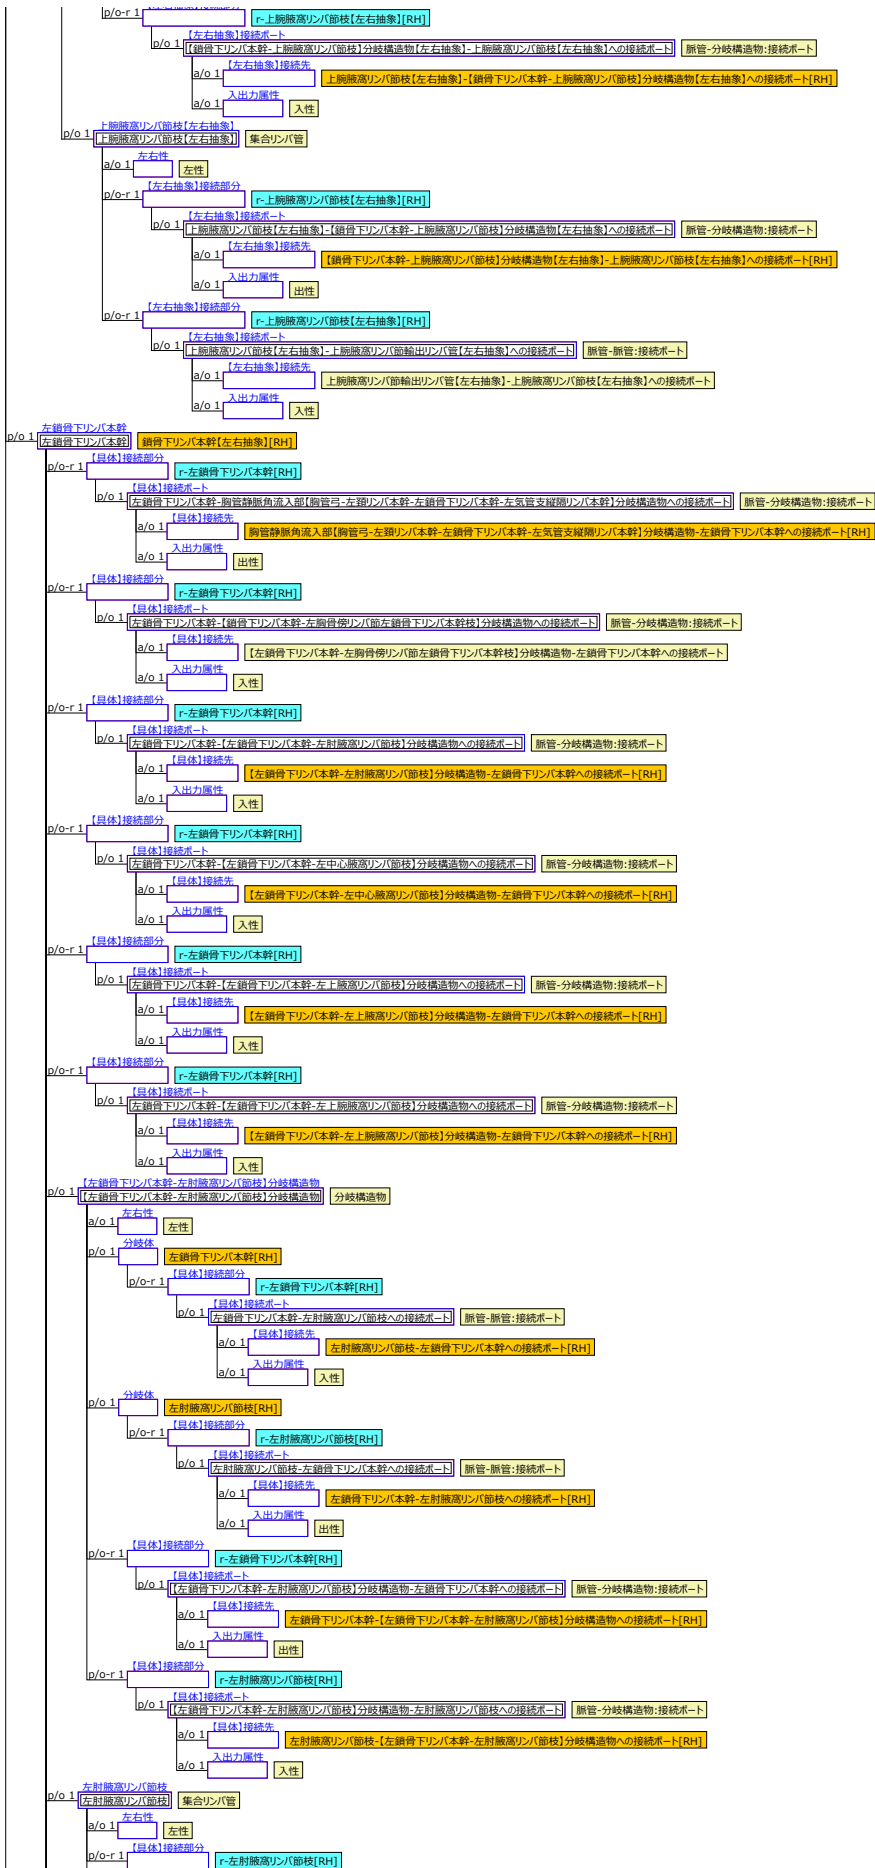 p/o-r 1 r-上腕腋窩リンパ節枝【左右抽象】[RH]
【左右抽象】接続ポート
p/o 1 【鎖骨下リンパ本幹-上腕腋窩リンパ節枝】分岐構造物【左右抽象】-上腕腋窩リンパ節枝【左右抽象】への接続ポート 脈管-分岐構造物:接続ポート
【左右抽象】接続先
a/o 1 上腕腋窩リンパ節枝【左右抽象】-【鎖骨下リンパ本幹-上腕腋窩リンパ節枝】分岐構造物【左右抽象】への接続ポート[RH]
入出力属性
a/o 1 入性
上腕腋窩リンパ節枝【左右抽象】
p/o 1 上腕腋窩リンパ節枝【左右抽象】 集合リンパ管
左右性
a/o 1 左性
【左右抽象】接続部分
p/o-r 1 r-上腕腋窩リンパ節枝【左右抽象】[RH]
【左右抽象】接続ポート
p/o 1 上腕腋窩リンパ節枝【左右抽象】-【鎖骨下リンパ本幹-上腕腋窩リンパ節枝】分岐構造物【左右抽象】への接続ポート 脈管-分岐構造物:接続ポート
【左右抽象】接続先
a/o 1 【鎖骨下リンパ本幹-上腕腋窩リンパ節枝】分岐構造物【左右抽象】-上腕腋窩リンパ節枝【左右抽象】への接続ポート[RH]
入出力属性
a/o 1 出性
【左右抽象】接続部分
p/o-r 1 r-上腕腋窩リンパ節枝【左右抽象】[RH]
【左右抽象】接続ポート
p/o 1 上腕腋窩リンパ節枝【左右抽象】-上腕腋窩リンパ節輸出リンパ管【左右抽象】への接続ポート 脈管-脈管:接続ポート
【左右抽象】接続先
a/o 1 上腕腋窩リンパ節輸出リンパ管【左右抽象】-上腕腋窩リンパ節枝【左右抽象】への接続ポート
入出力属性
a/o 1 入性
左鎖骨下リンパ本幹
p/o 1 左鎖骨下リンパ本幹 鎖骨下リンパ本幹【左右抽象】[RH]
【具体】接続部分
p/o-r 1 r-左鎖骨下リンパ本幹[RH]
【具体】接続ポート
p/o 1 左鎖骨下リンパ本幹-胸管静脈角流入部【胸管弓-左頚リンパ本幹-左鎖骨下リンパ本幹-左気管支縦隔リンパ本幹】分岐構造物への接続ポート 脈管-分岐構造物:接続ポート
【具体】接続先
a/o 1 胸管静脈角流入部【胸管弓-左頚リンパ本幹-左鎖骨下リンパ本幹-左気管支縦隔リンパ本幹】分岐構造物-左鎖骨下リンパ本幹への接続ポート[RH]
入出力属性
a/o 1 出性
【具体】接続部分
p/o-r 1 r-左鎖骨下リンパ本幹[RH]
【具体】接続ポート
p/o 1 左鎖骨下リンパ本幹-【鎖骨下リンパ本幹-左胸骨傍リンパ節左鎖骨下リンパ本幹枝】分岐構造物への接続ポート 脈管-分岐構造物:接続ポート
【具体】接続先
a/o 1 【左鎖骨下リンパ本幹-左胸骨傍リンパ節左鎖骨下リンパ本幹枝】分岐構造物-左鎖骨下リンパ本幹への接続ポート
入出力属性
a/o 1 入性
【具体】接続部分
p/o-r 1 r-左鎖骨下リンパ本幹[RH]
【具体】接続ポート
p/o 1 左鎖骨下リンパ本幹-【左鎖骨下リンパ本幹-左肘腋窩リンパ節枝】分岐構造物への接続ポート 脈管-分岐構造物:接続ポート
【具体】接続先
a/o 1 【左鎖骨下リンパ本幹-左肘腋窩リンパ節枝】分岐構造物-左鎖骨下リンパ本幹への接続ポート[RH]
入出力属性
a/o 1 入性
【具体】接続部分
p/o-r 1 r-左鎖骨下リンパ本幹[RH]
【具体】接続ポート
p/o 1 左鎖骨下リンパ本幹-【左鎖骨下リンパ本幹-左中心腋窩リンパ節枝】分岐構造物への接続ポート 脈管-分岐構造物:接続ポート
【具体】接続先
a/o 1 【左鎖骨下リンパ本幹-左中心腋窩リンパ節枝】分岐構造物-左鎖骨下リンパ本幹への接続ポート[RH]
入出力属性
a/o 1 入性
【具体】接続部分
p/o-r 1 r-左鎖骨下リンパ本幹[RH]
【具体】接続ポート
p/o 1 左鎖骨下リンパ本幹-【左鎖骨下リンパ本幹-左上腋窩リンパ節枝】分岐構造物への接続ポート 脈管-分岐構造物:接続ポート
【具体】接続先
a/o 1 【左鎖骨下リンパ本幹-左上腋窩リンパ節枝】分岐構造物-左鎖骨下リンパ本幹への接続ポート[RH]
入出力属性
a/o 1 入性
【具体】接続部分
p/o-r 1 r-左鎖骨下リンパ本幹[RH]
【具体】接続ポート
p/o 1 左鎖骨下リンパ本幹-【左鎖骨下リンパ本幹-左上腕腋窩リンパ節枝】分岐構造物への接続ポート 脈管-分岐構造物:接続ポート
【具体】接続先
a/o 1 【左鎖骨下リンパ本幹-左上腕腋窩リンパ節枝】分岐構造物-左鎖骨下リンパ本幹への接続ポート[RH]
入出力属性
a/o 1 入性
【左鎖骨下リンパ本幹-左肘腋窩リンパ節枝】分岐構造物
p/o 1 【左鎖骨下リンパ本幹-左肘腋窩リンパ節枝】分岐構造物 分岐構造物
左右性
a/o 1 左性
分岐体
p/o 1 左鎖骨下リンパ本幹[RH]
【具体】接続部分
p/o-r 1 r-左鎖骨下リンパ本幹[RH]
【具体】接続ポート
p/o 1 左鎖骨下リンパ本幹-左肘腋窩リンパ節枝への接続ポート 脈管-脈管:接続ポート
【具体】接続先
a/o 1 左肘腋窩リンパ節枝-左鎖骨下リンパ本幹への接続ポート[RH]
入出力属性
a/o 1 入性
分岐体
p/o 1 左肘腋窩リンパ節枝[RH]
【具体】接続部分
p/o-r 1 r-左肘腋窩リンパ節枝[RH]
【具体】接続ポート
p/o 1 左肘腋窩リンパ節枝-左鎖骨下リンパ本幹への接続ポート 脈管-脈管:接続ポート
【具体】接続先
a/o 1 左鎖骨下リンパ本幹-左肘腋窩リンパ節枝への接続ポート[RH]
入出力属性
a/o 1 出性
【具体】接続部分
p/o-r 1 r-左鎖骨下リンパ本幹[RH]
【具体】接続ポート
p/o 1 【左鎖骨下リンパ本幹-左肘腋窩リンパ節枝】分岐構造物-左鎖骨下リンパ本幹への接続ポート 脈管-分岐構造物:接続ポート
【具体】接続先
a/o 1 左鎖骨下リンパ本幹-【左鎖骨下リンパ本幹-左肘腋窩リンパ節枝】分岐構造物への接続ポート[RH]
入出力属性
a/o 1 出性
【具体】接続部分
p/o-r 1 r-左肘腋窩リンパ節枝[RH]
【具体】接続ポート
p/o 1 【左鎖骨下リンパ本幹-左肘腋窩リンパ節枝】分岐構造物-左肘腋窩リンパ節枝への接続ポート 脈管-分岐構造物:接続ポート
【具体】接続先
a/o 1 左肘腋窩リンパ節枝-【左鎖骨下リンパ本幹-左肘腋窩リンパ節枝】分岐構造物への接続ポート[RH]
入出力属性
a/o 1 入性
左肘腋窩リンパ節枝
p/o 1 左肘腋窩リンパ節枝 集合リンパ管
左右性
a/o 1 左性
【具体】接続部分
p/o-r 1 r-左肘腋窩リンパ節枝[RH]